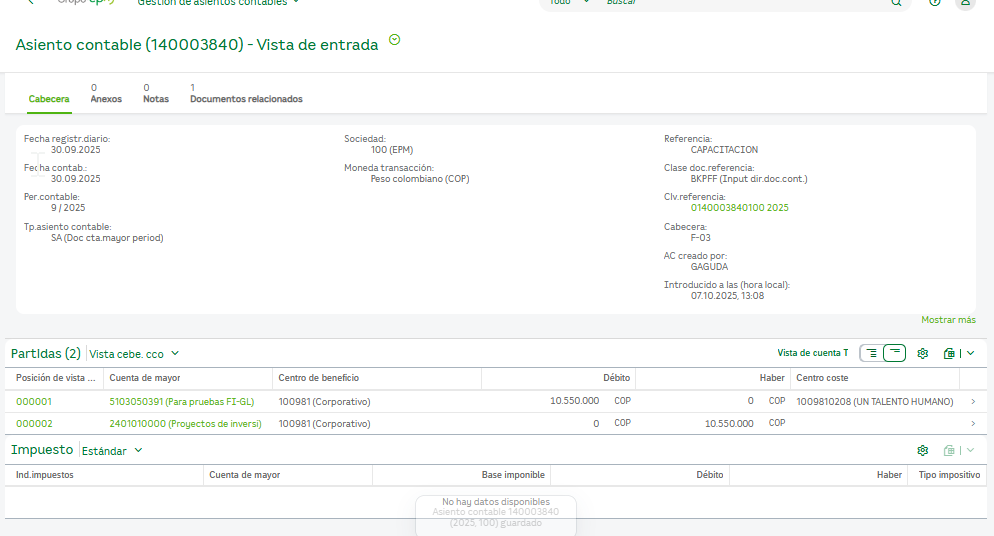 Grupo epm Gestión de asientos contables Todo Buscar
Asiento contable (140003840) - Vista de entrada
0 0 1
Cabecera Anexos Notas Documentos relacionados
Fecha registr.diario: Sociedad: Referencia:
30.09.2025 100 (EPM) CAPACITACION
Fecha contab.: Moneda transacción: Clase doc.referencia:
30.09.2025 Peso colombiano (COP) BKPFF (Input dir.doc.cont.)
Per.contable: Clv.referencia:
9 / 2025 0140003840100 2025
Tp.asiento contable: Cabecera:
SA (Doc cta.mayor period) F-03
AC creado por:
GAGUDA
Introducido a las (hora local):
07.10.2025, 13:08
Mostrar más
Partidas (2) Vista cebe. cco Vista de cuenta T
Posición de vista ... Cuenta de mayor Centro de beneficio Débito Haber Centro coste
000001 5103050391 (Para pruebas FI-GL) 100981 (Corporativo) 10.550.000 COP 0 COP 1009810208 (UN TALENTO HUMANO)
000002 2401010000 (Proyectos de inversi) 100981 (Corporativo) 0 COP 10.550.000 COP
Impuesto Estándar
Ind.impuestos Cuenta de mayor Base imponible Débito Haber Tipo impositivo
No hay datos disponibles
Asiento contable 140003840
(2025, 100) guardado